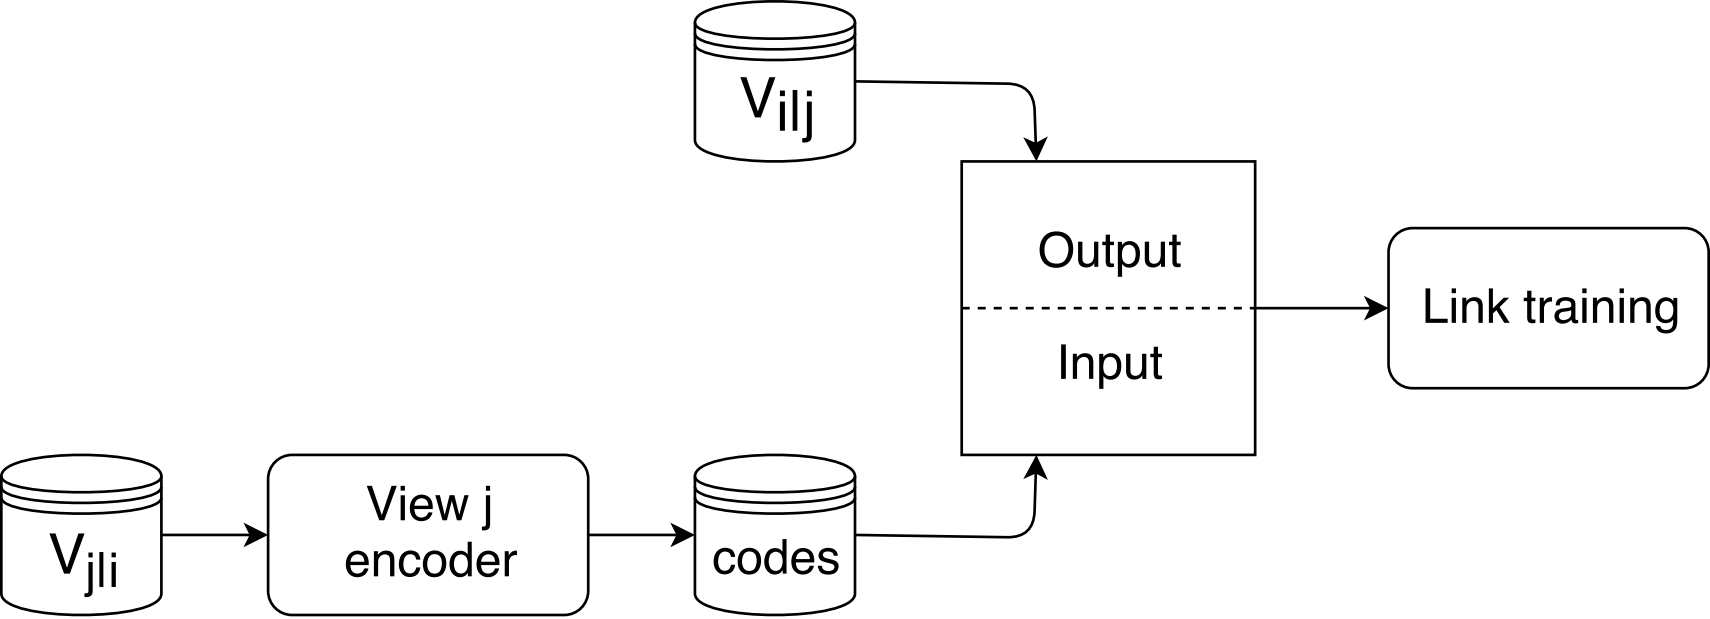 Vilj
Output
Input
Link training
Vjli
View j
encoder
codes